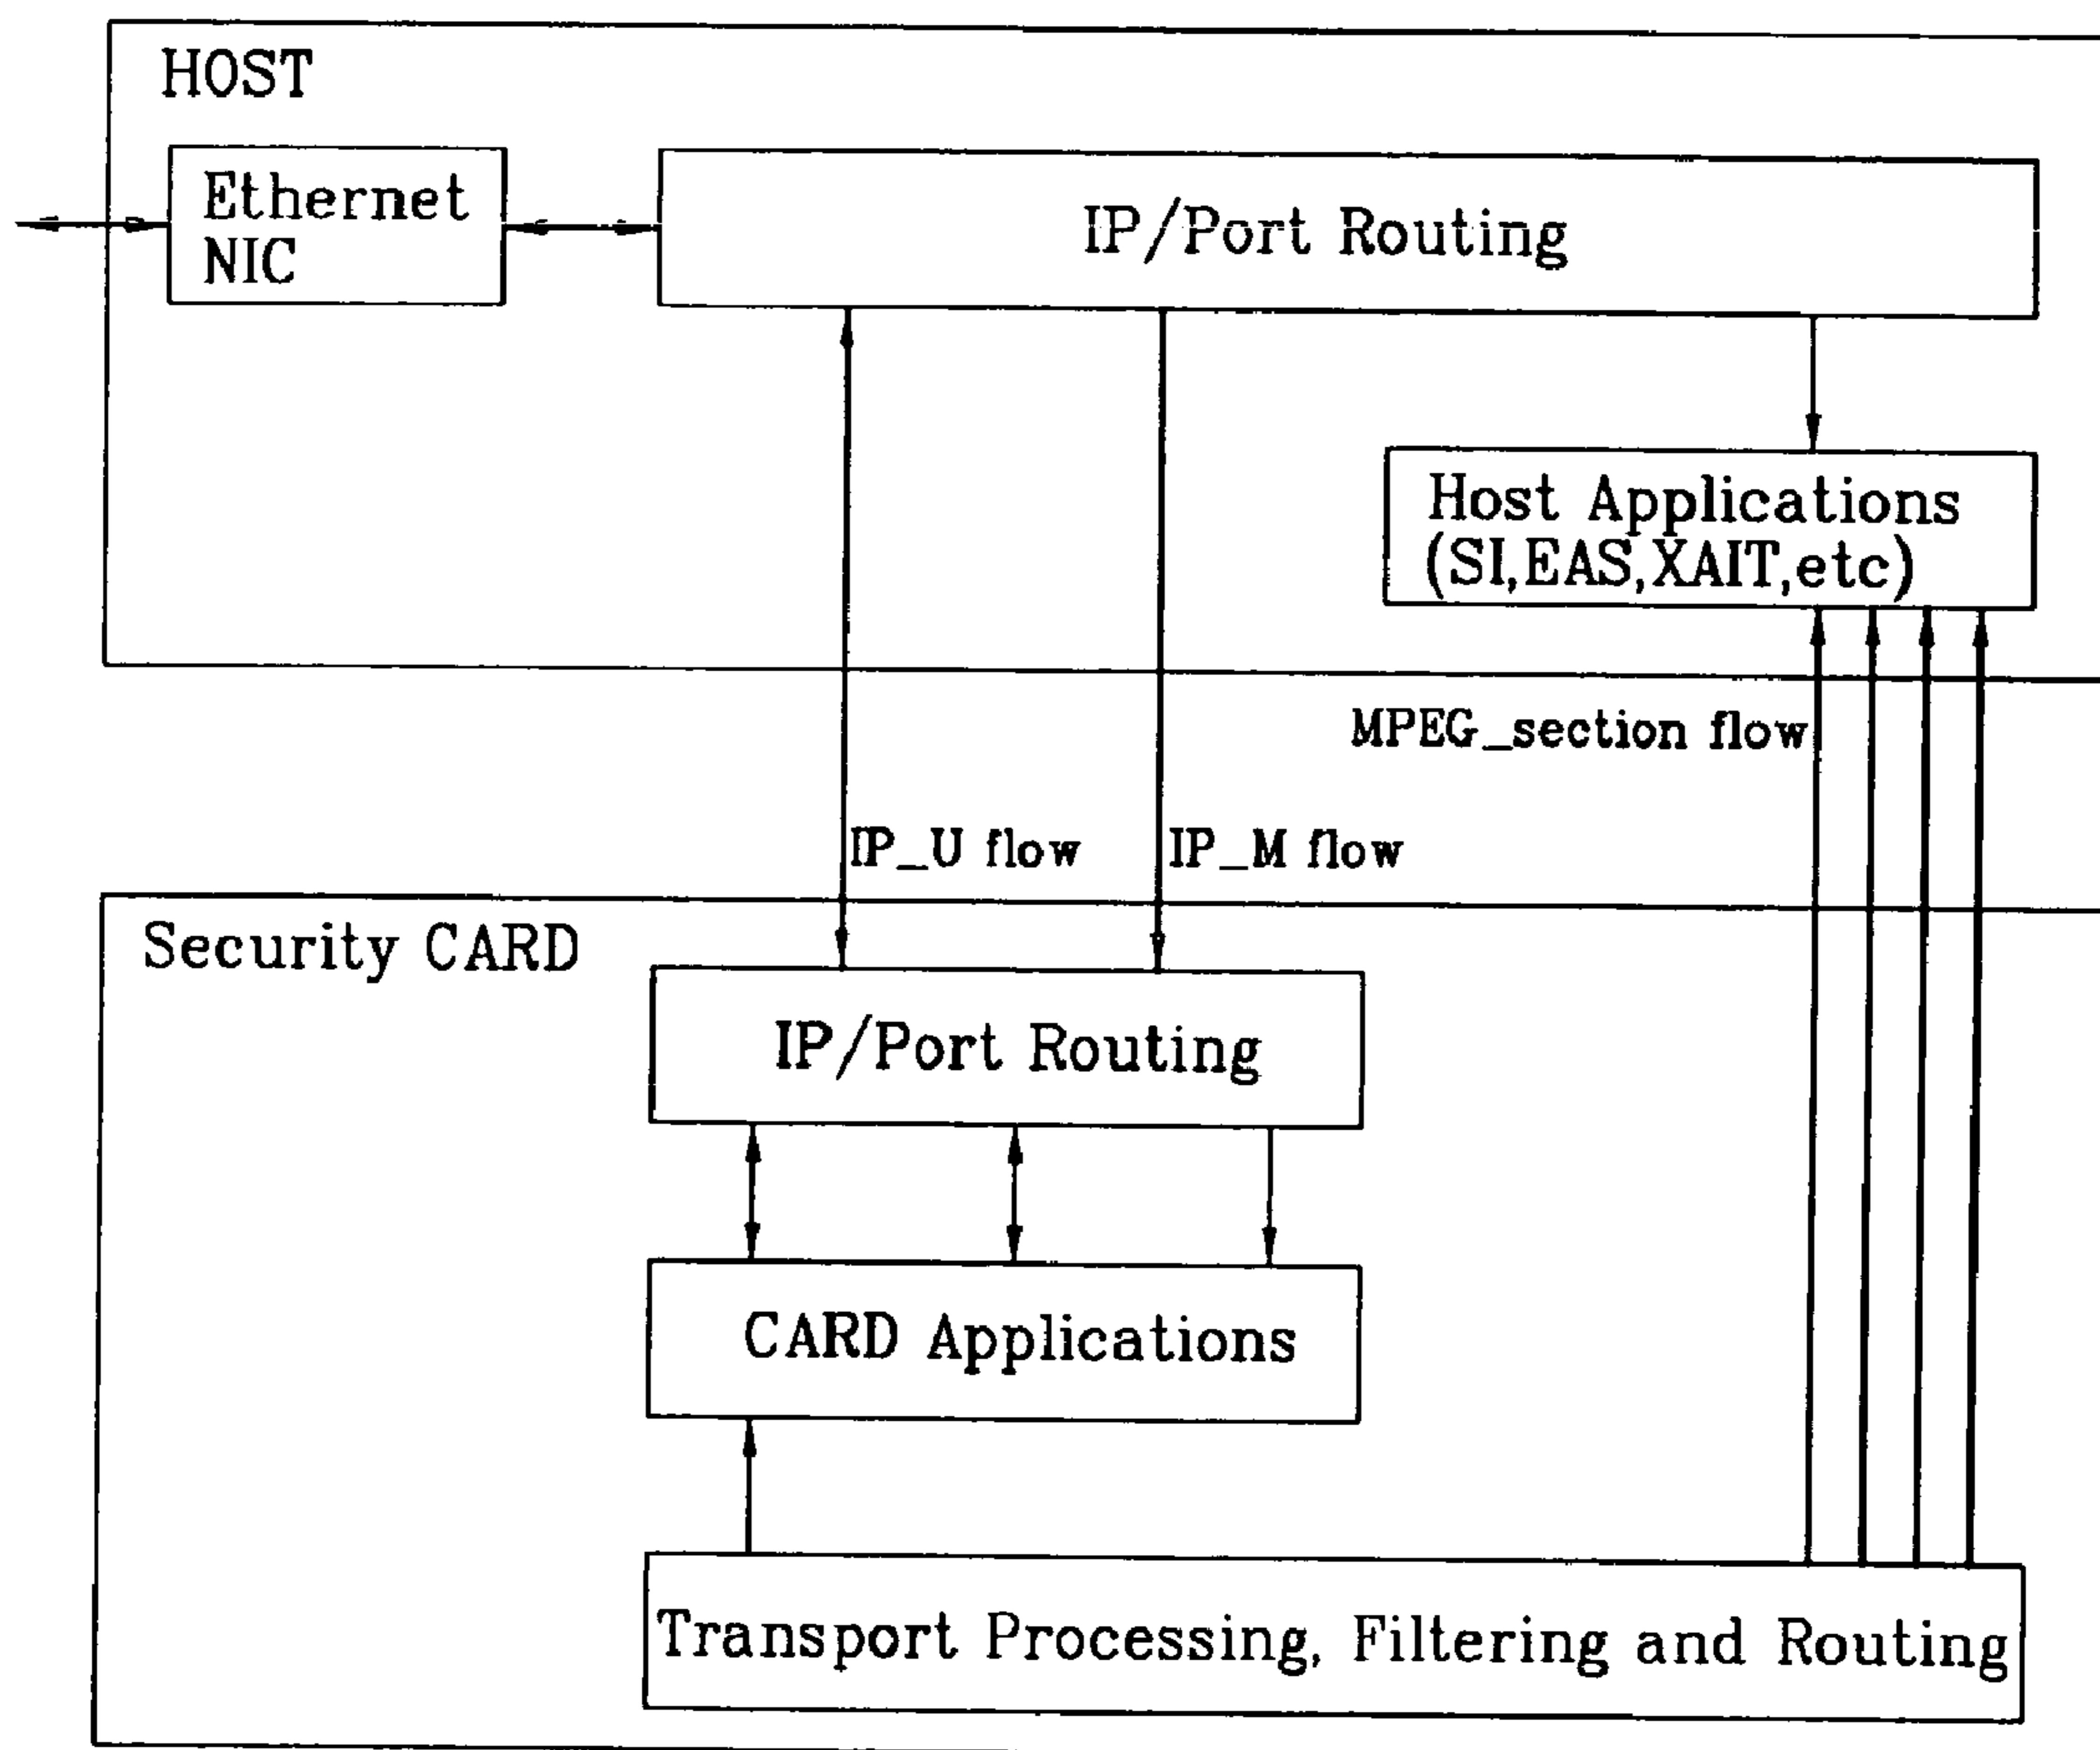 HOST
Ethernet
NIC
IP/Port Routing
Host Applications
(SI,EAS,XAIT,etc)
MPEG_section flow
IP_U flow
IP_M flow
Security CARD
IP/Port Routing
CARD Applications
Transport Processing, Filtering and Routing